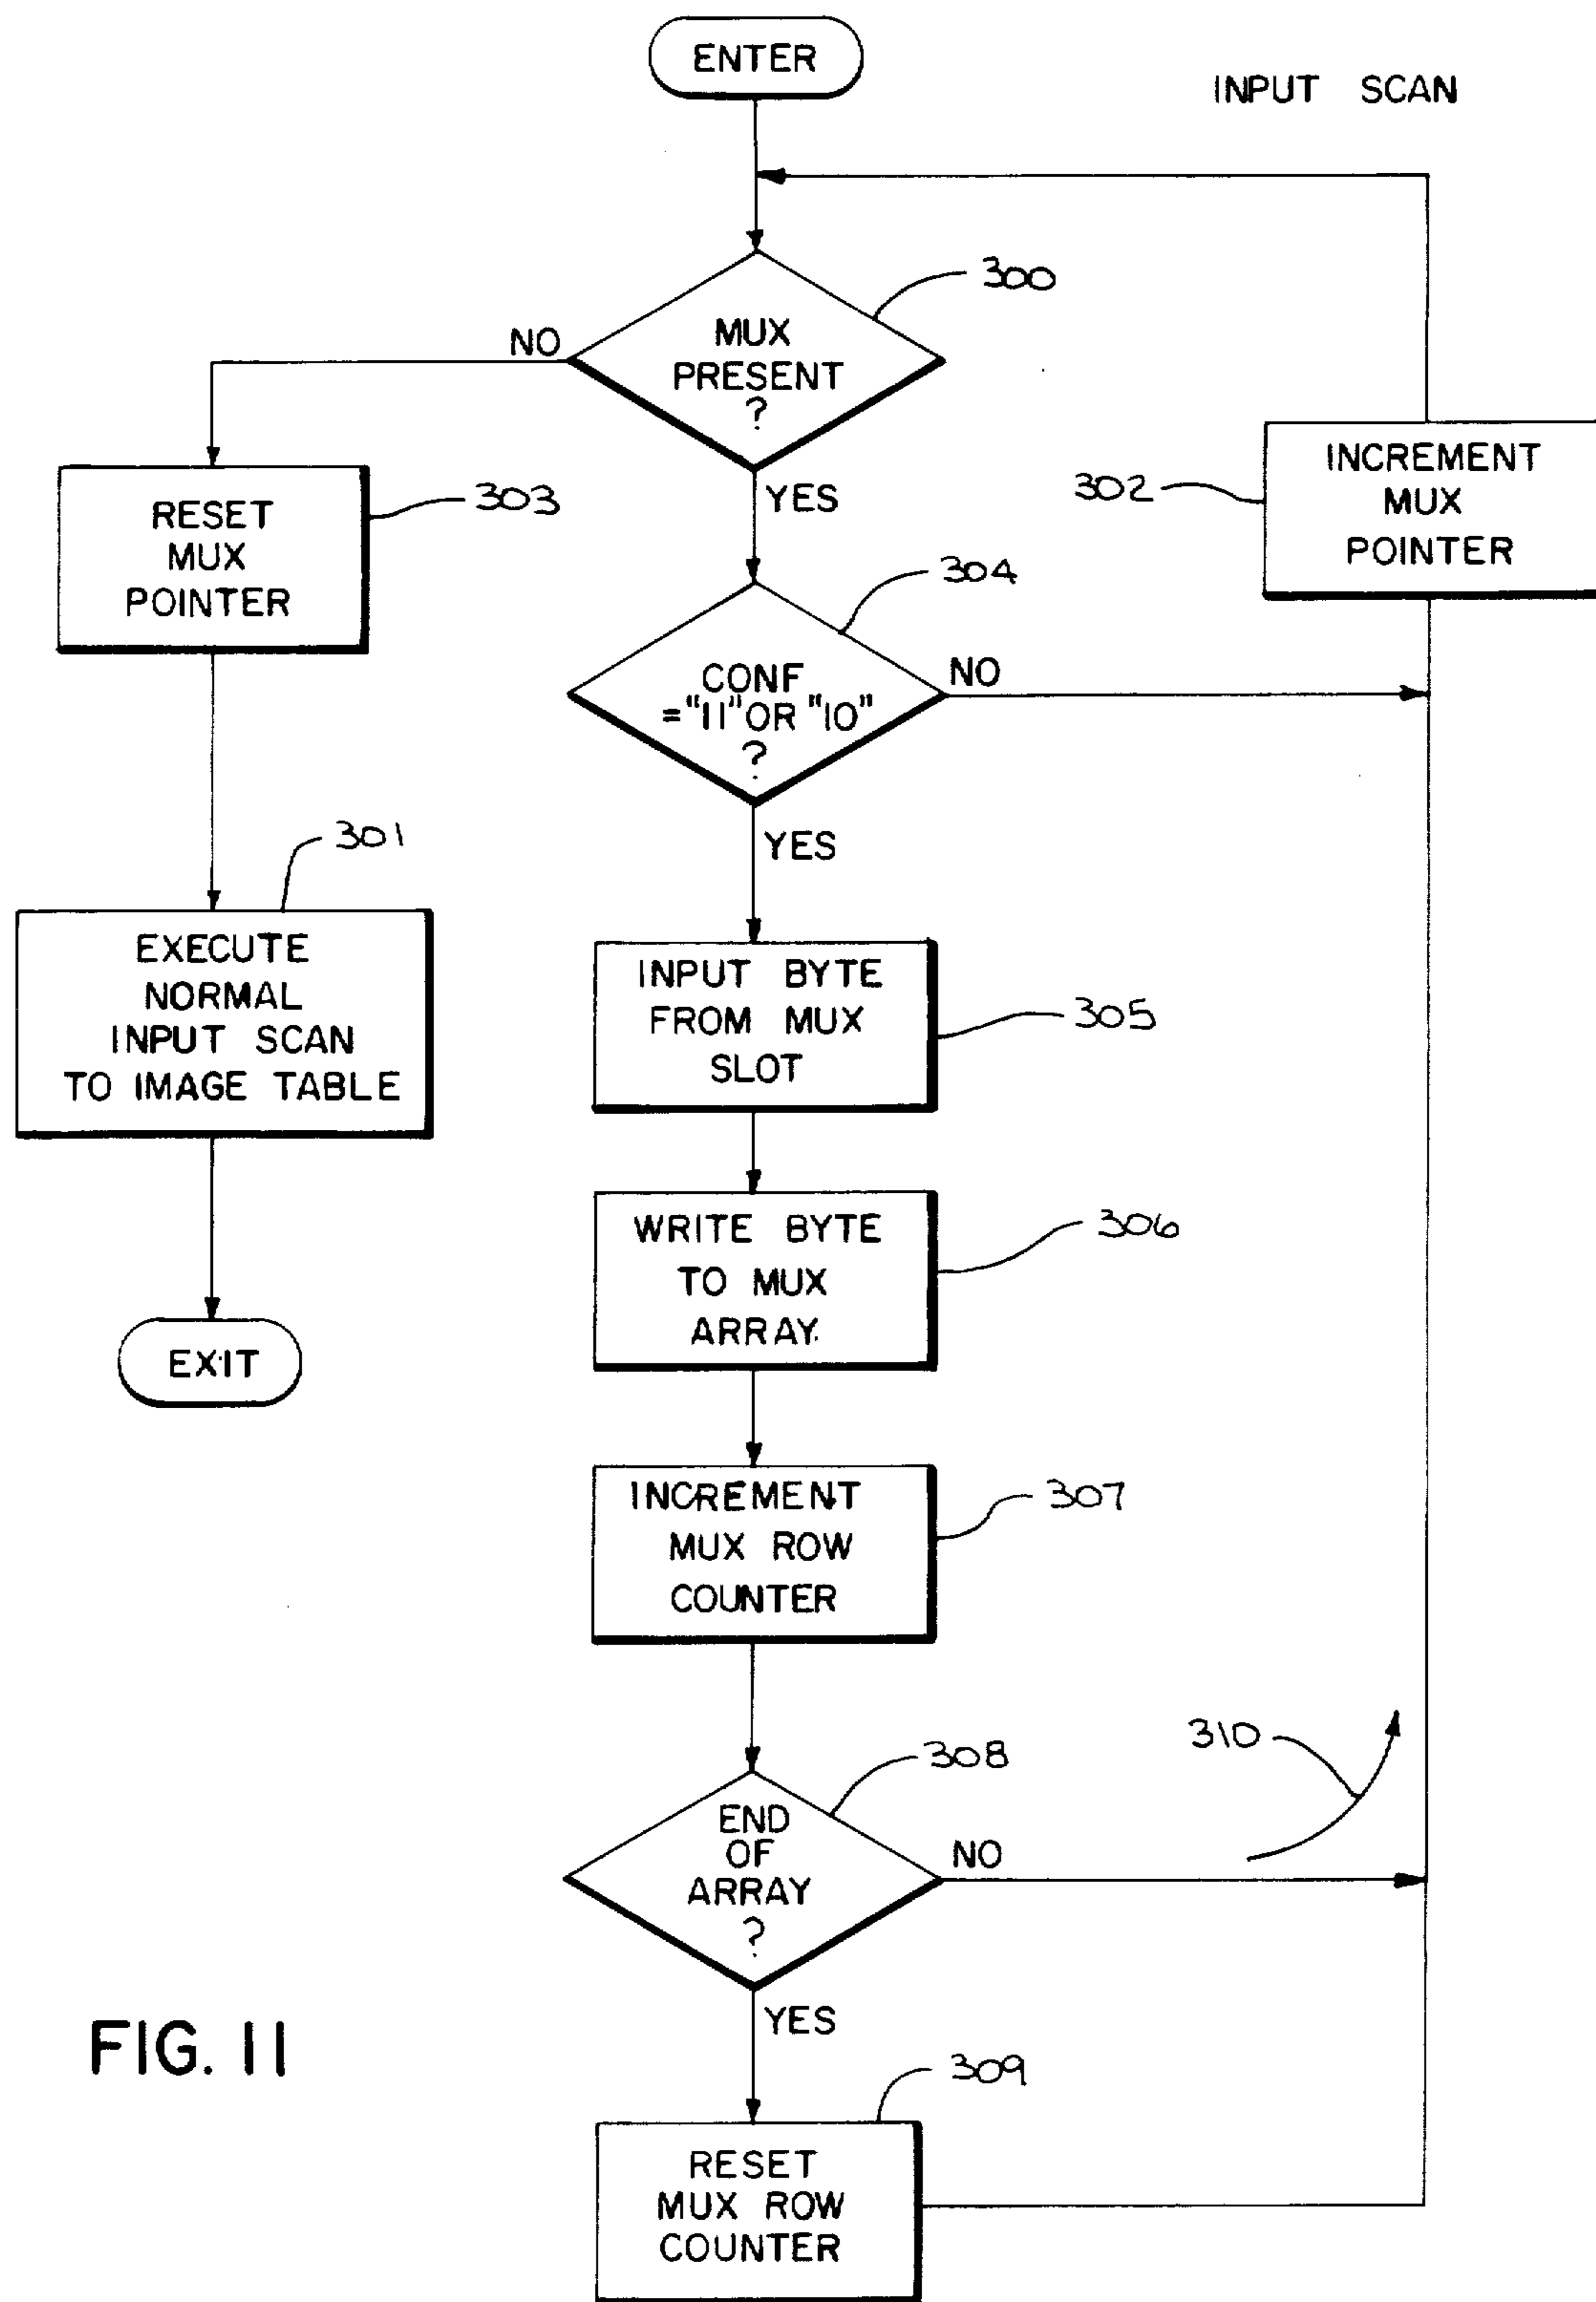 ENTER
INPUT SCAN
300
MUX
PRESENT
?
NO
YES
INCREMENT
MUX
POINTER
302
RESET
MUX
POINTER
303
304
CONF
="11" OR "10"
?
NO
YES
301
EXECUTE
NORMAL
INPUT SCAN
TO IMAGE TABLE
INPUT BYTE
FROM MUX
SLOT
305
WRITE BYTE
TO MUX
ARRAY
306
EXIT
INCREMENT
MUX ROW
COUNTER
307
308
310
END
OF
ARRAY
?
NO
YES
FIG. 11
309
RESET
MUX ROW
COUNTER